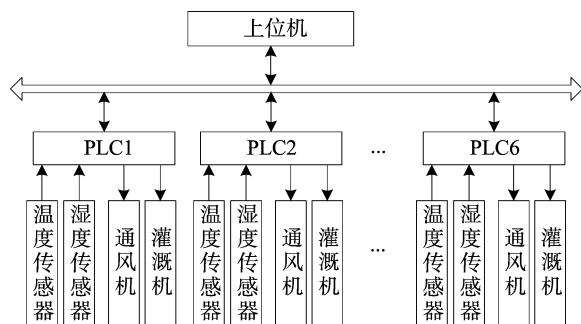 上位机
PLC1
PLC2
...
PLC6
温度传感器
湿度传感器
通风机
灌溉机
温度传感器
湿度传感器
通风机
灌溉机
...
温度传感器
湿度传感器
通风机
灌溉机